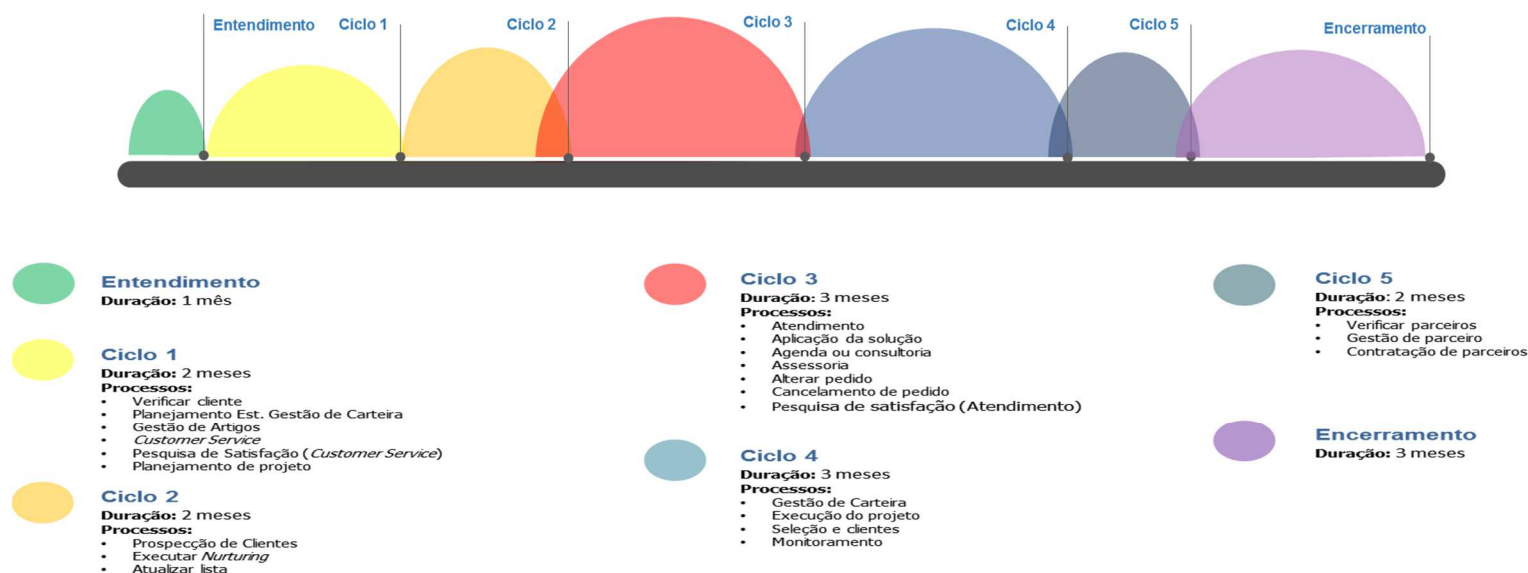 Entendimento
Ciclo 1
Ciclo 2
Ciclo 3
Ciclo 4
Ciclo 5
Encerramento
Entendimento
Duração: 1 mês
Ciclo 1
Duração: 2 meses
Processos:
• Verificar cliente
• Planejamento Est. Gestão de Carteira
• Gestão de Artigos
• Customer Service
• Pesquisa de Satisfação (Customer Service)
• Planejamento de projeto
Ciclo 2
Duração: 2 meses
Processos:
• Prospecção de Clientes
• Executar Nurturing
• Atualizar lista
Ciclo 3
Duração: 3 meses
Processos:
• Atendimento
• Aplicação da solução
• Agenda ou consultoria
• Assessoria
• Alterar pedido
• Cancelamento de pedido
• Pesquisa de satisfação (Atendimento)
Ciclo 4
Duração: 3 meses
Processos:
• Gestão de Carteira
• Execução do projeto
• Seleção e clientes
• Monitoramento
Ciclo 5
Duração: 2 meses
Processos:
• Verificar parceiros
• Gestão de parceiro
• Contratação de parceiros
Encerramento
Duração: 3 meses